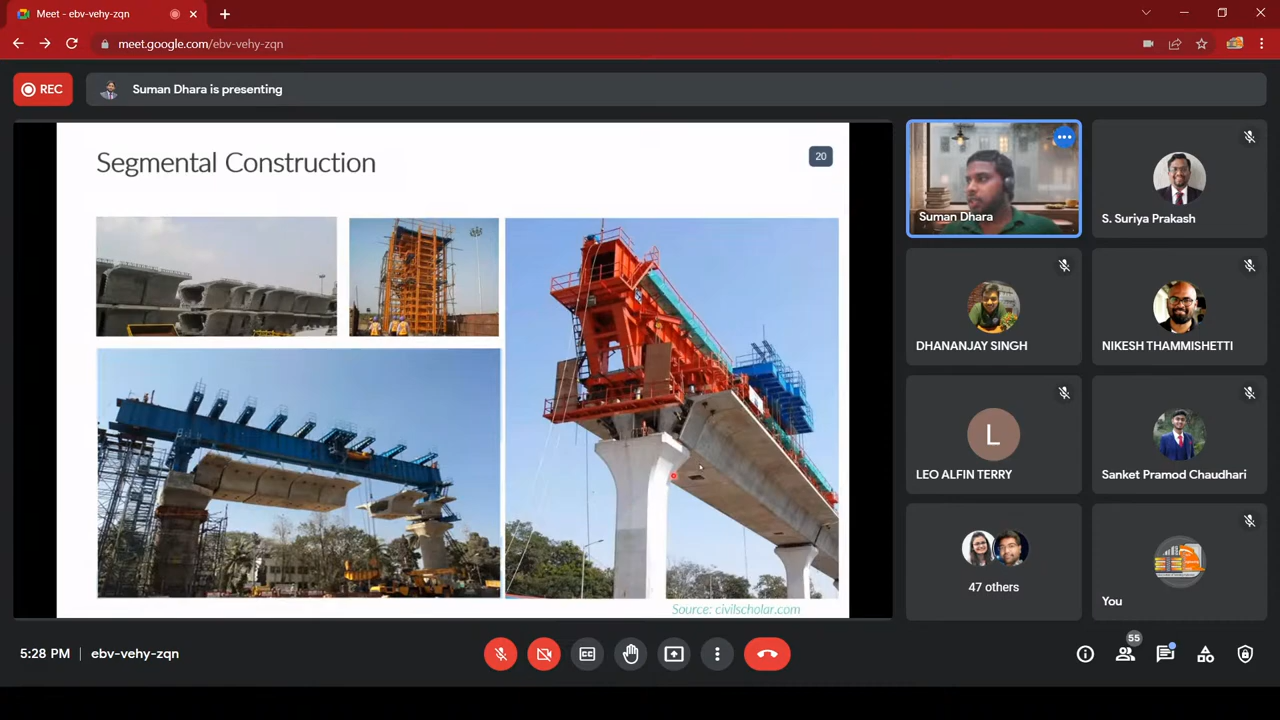 Meet - ebv-vehy-zqn
meet.google.com/ebv-vehy-zqn
REC
Suman Dhara is presenting
Segmental Construction
20
Source: civilscholar.com
Suman Dhara
S. Suriya Prakash
DHANANJAY SINGH
NIKESH THAMMISHETTI
L
LEO ALFIN TERRY
Sanket Pramod Chaudhari
47 others
You
5:28 PM
ebv-vehy-zqn
CC
55